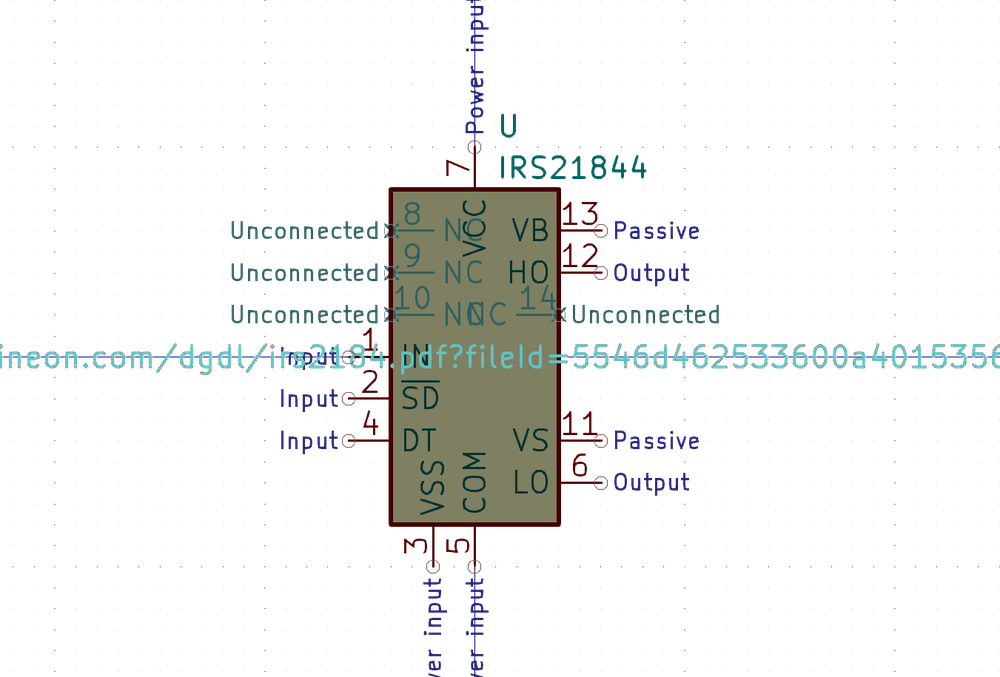 Power input
U
7
IRS21844
VCC
Unconnected 8 NC VB 13 Passive
Unconnected 9 NC HO 12 Output
Unconnected 10 NC NC 14 Unconnected
Input 1 IN
ineon.com/dgdl/irs2184.pdf?fileId=5546d462533600a4015356
Input 2 SD
Input 4 DT VS 11 Passive
VSS COM LO 6 Output
3 5
wer input wer input